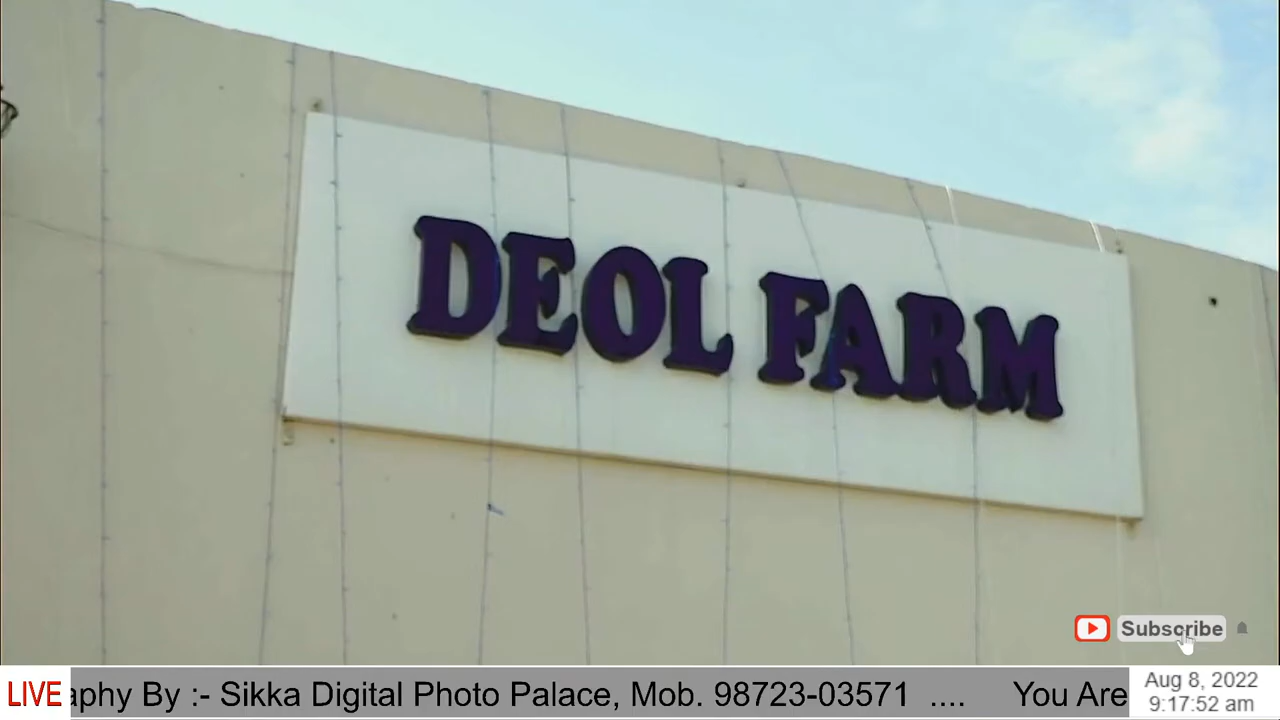 DEOL FARM
Subscribe
LIVE
aphy By :- Sikka Digital Photo Palace, Mob. 98723-03571 .... You Are
Aug 8, 2022
9:17:52 am